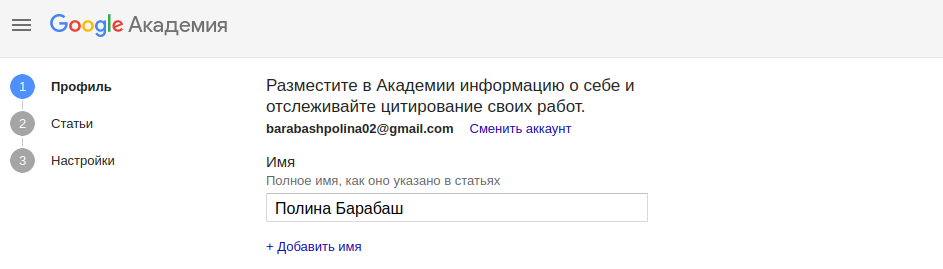 Google Академия
1 Профиль
2 Статьи
3 Настройки
Разместите в Академии информацию о себе и
отслеживайте цитирование своих работ.
barabashpolina02@gmail.com Сменить аккаунт
Имя
Полное имя, как оно указано в статьях
Полина Барабаш
+ Добавить имя